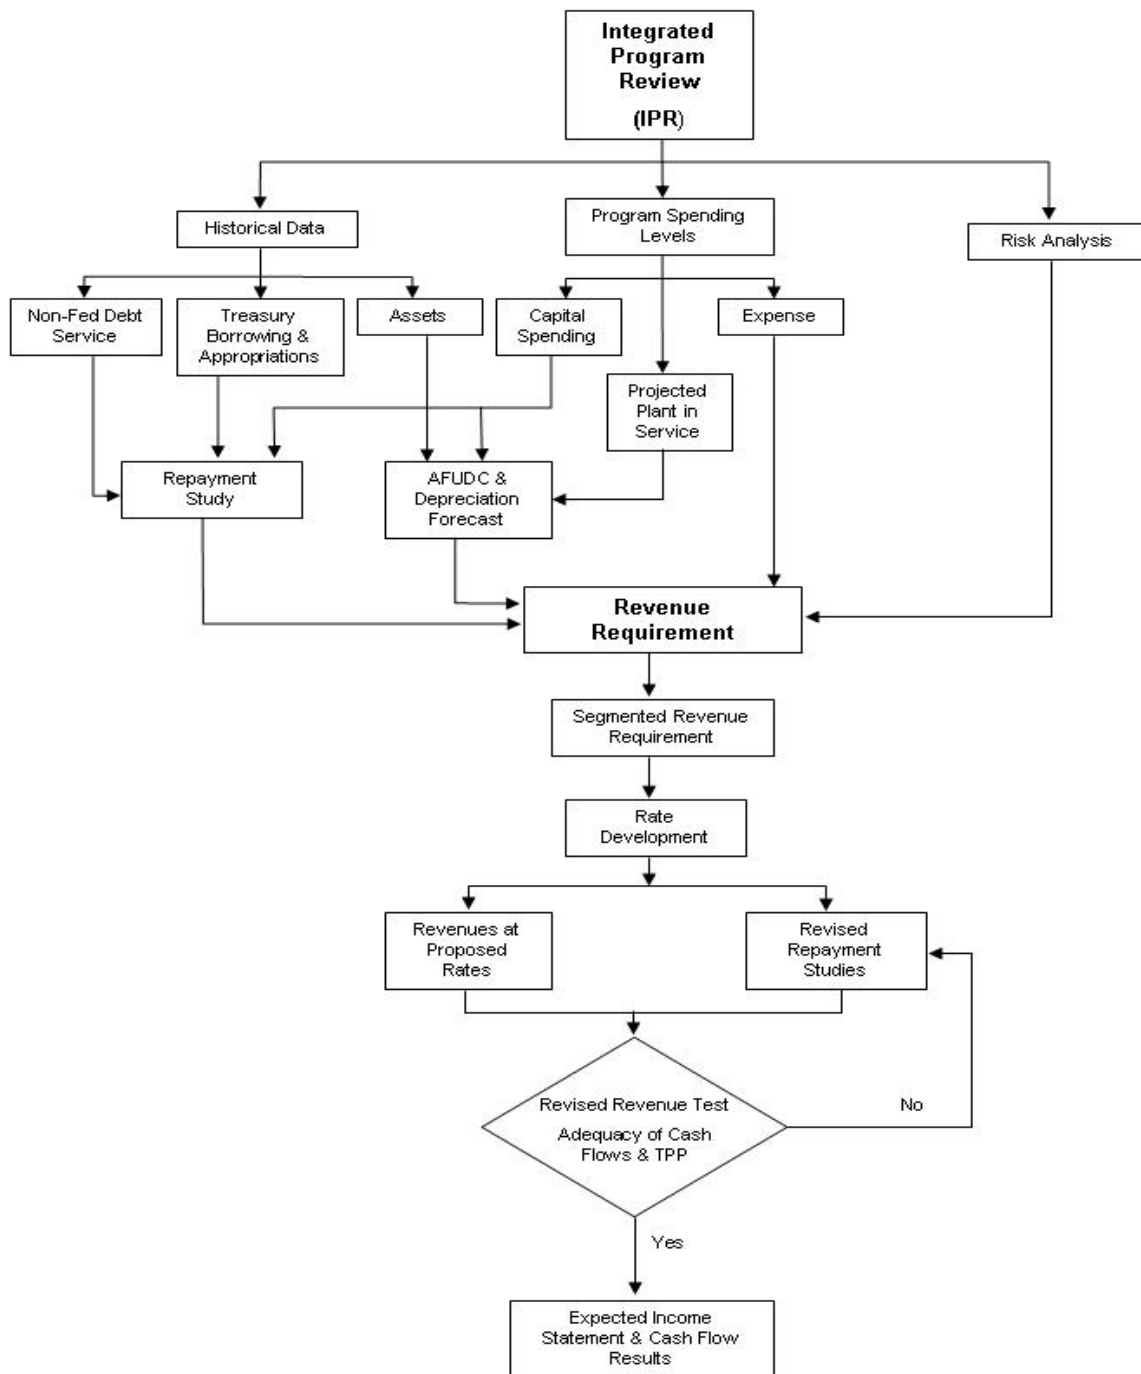 Integrated
Program
Review
(IPR)
Historical Data
Program Spending
Levels
Risk Analysis
Non-Fed Debt
Service
Treasury
Borrowing &
Appropriations
Assets
Capital
Spending
Expense
Projected
Plant in
Service
Repayment
Study
AFUDC &
Depreciation
Forecast
Revenue
Requirement
Segmented Revenue
Requirement
Rate
Development
Revenues at
Proposed
Rates
Revised
Repayment
Studies
Revised Revenue Test
Adequacy of Cash
Flows & TPP
No
Yes
Expected Income
Statement & Cash Flow
Results